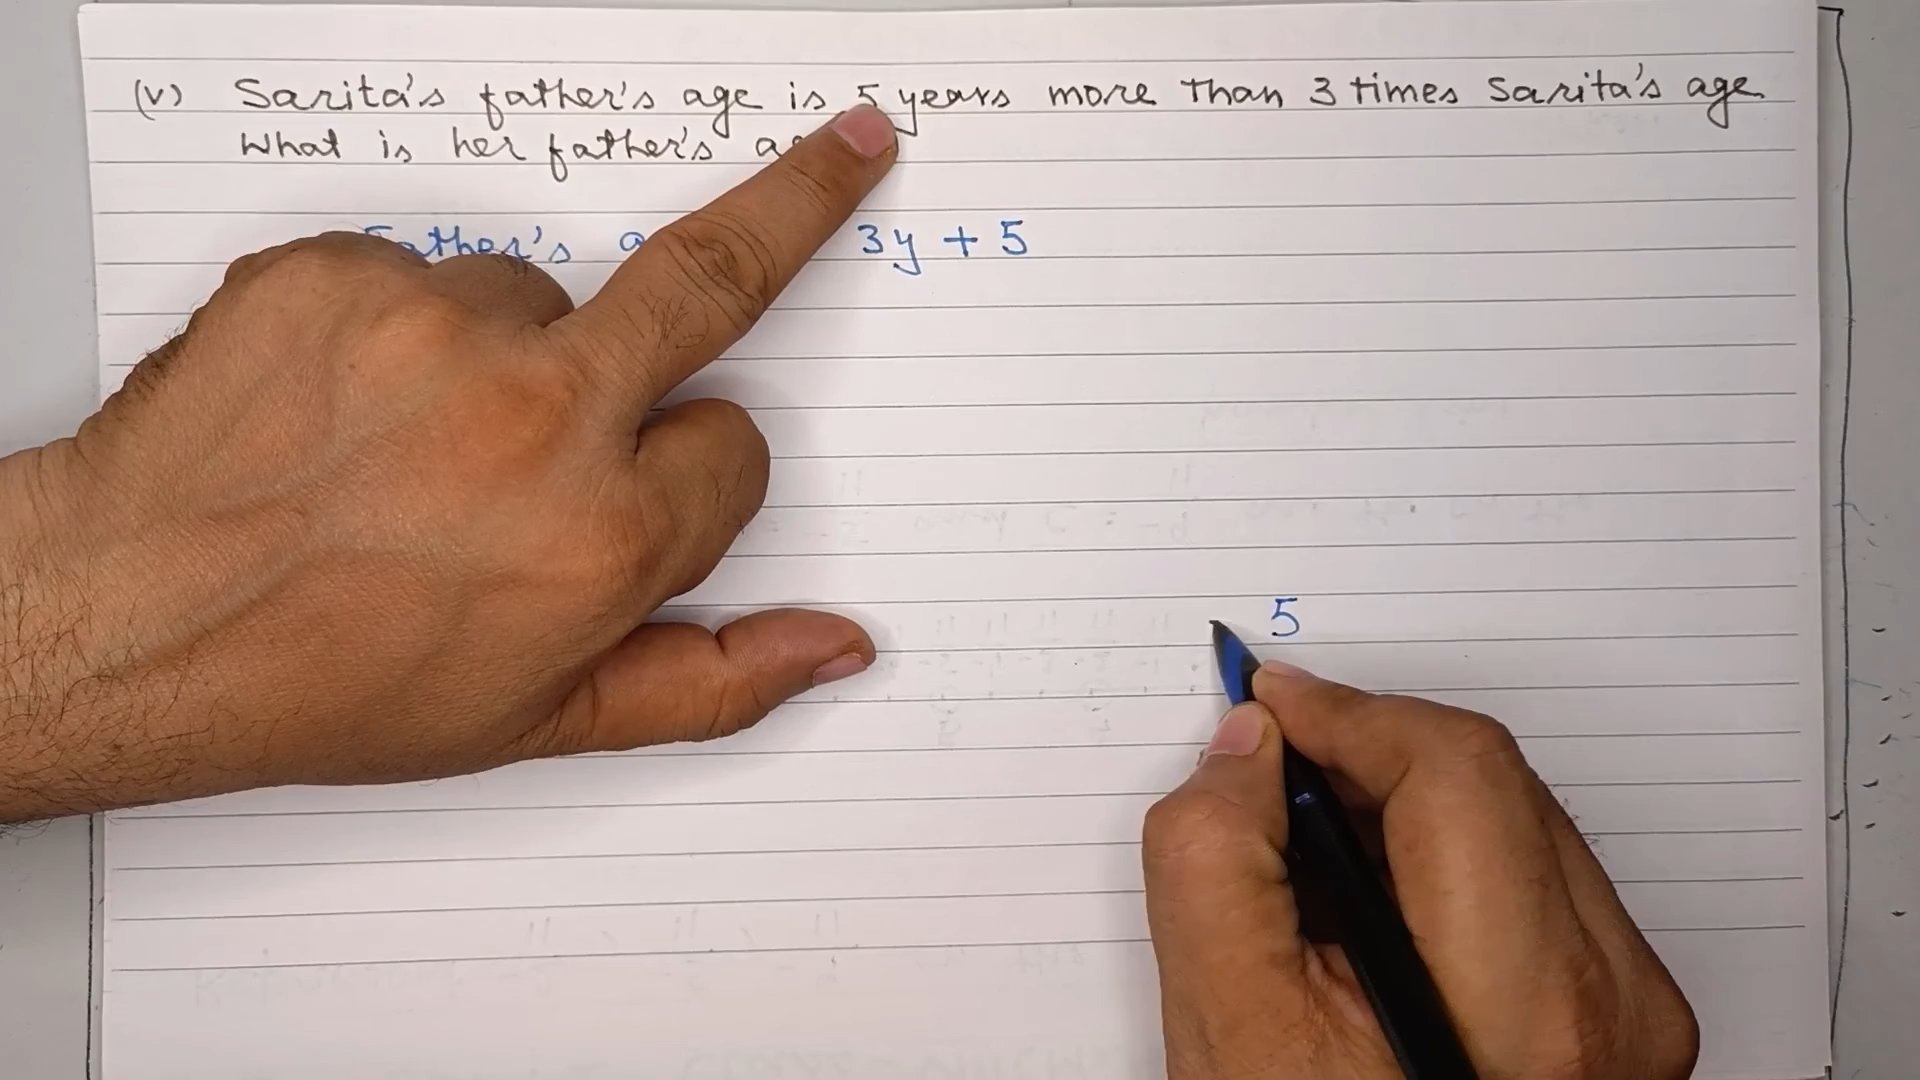 (v) Sarita's father's age is 5 years more than 3 times Sarita's age.
What is her father's
Father's 3y + 5
5